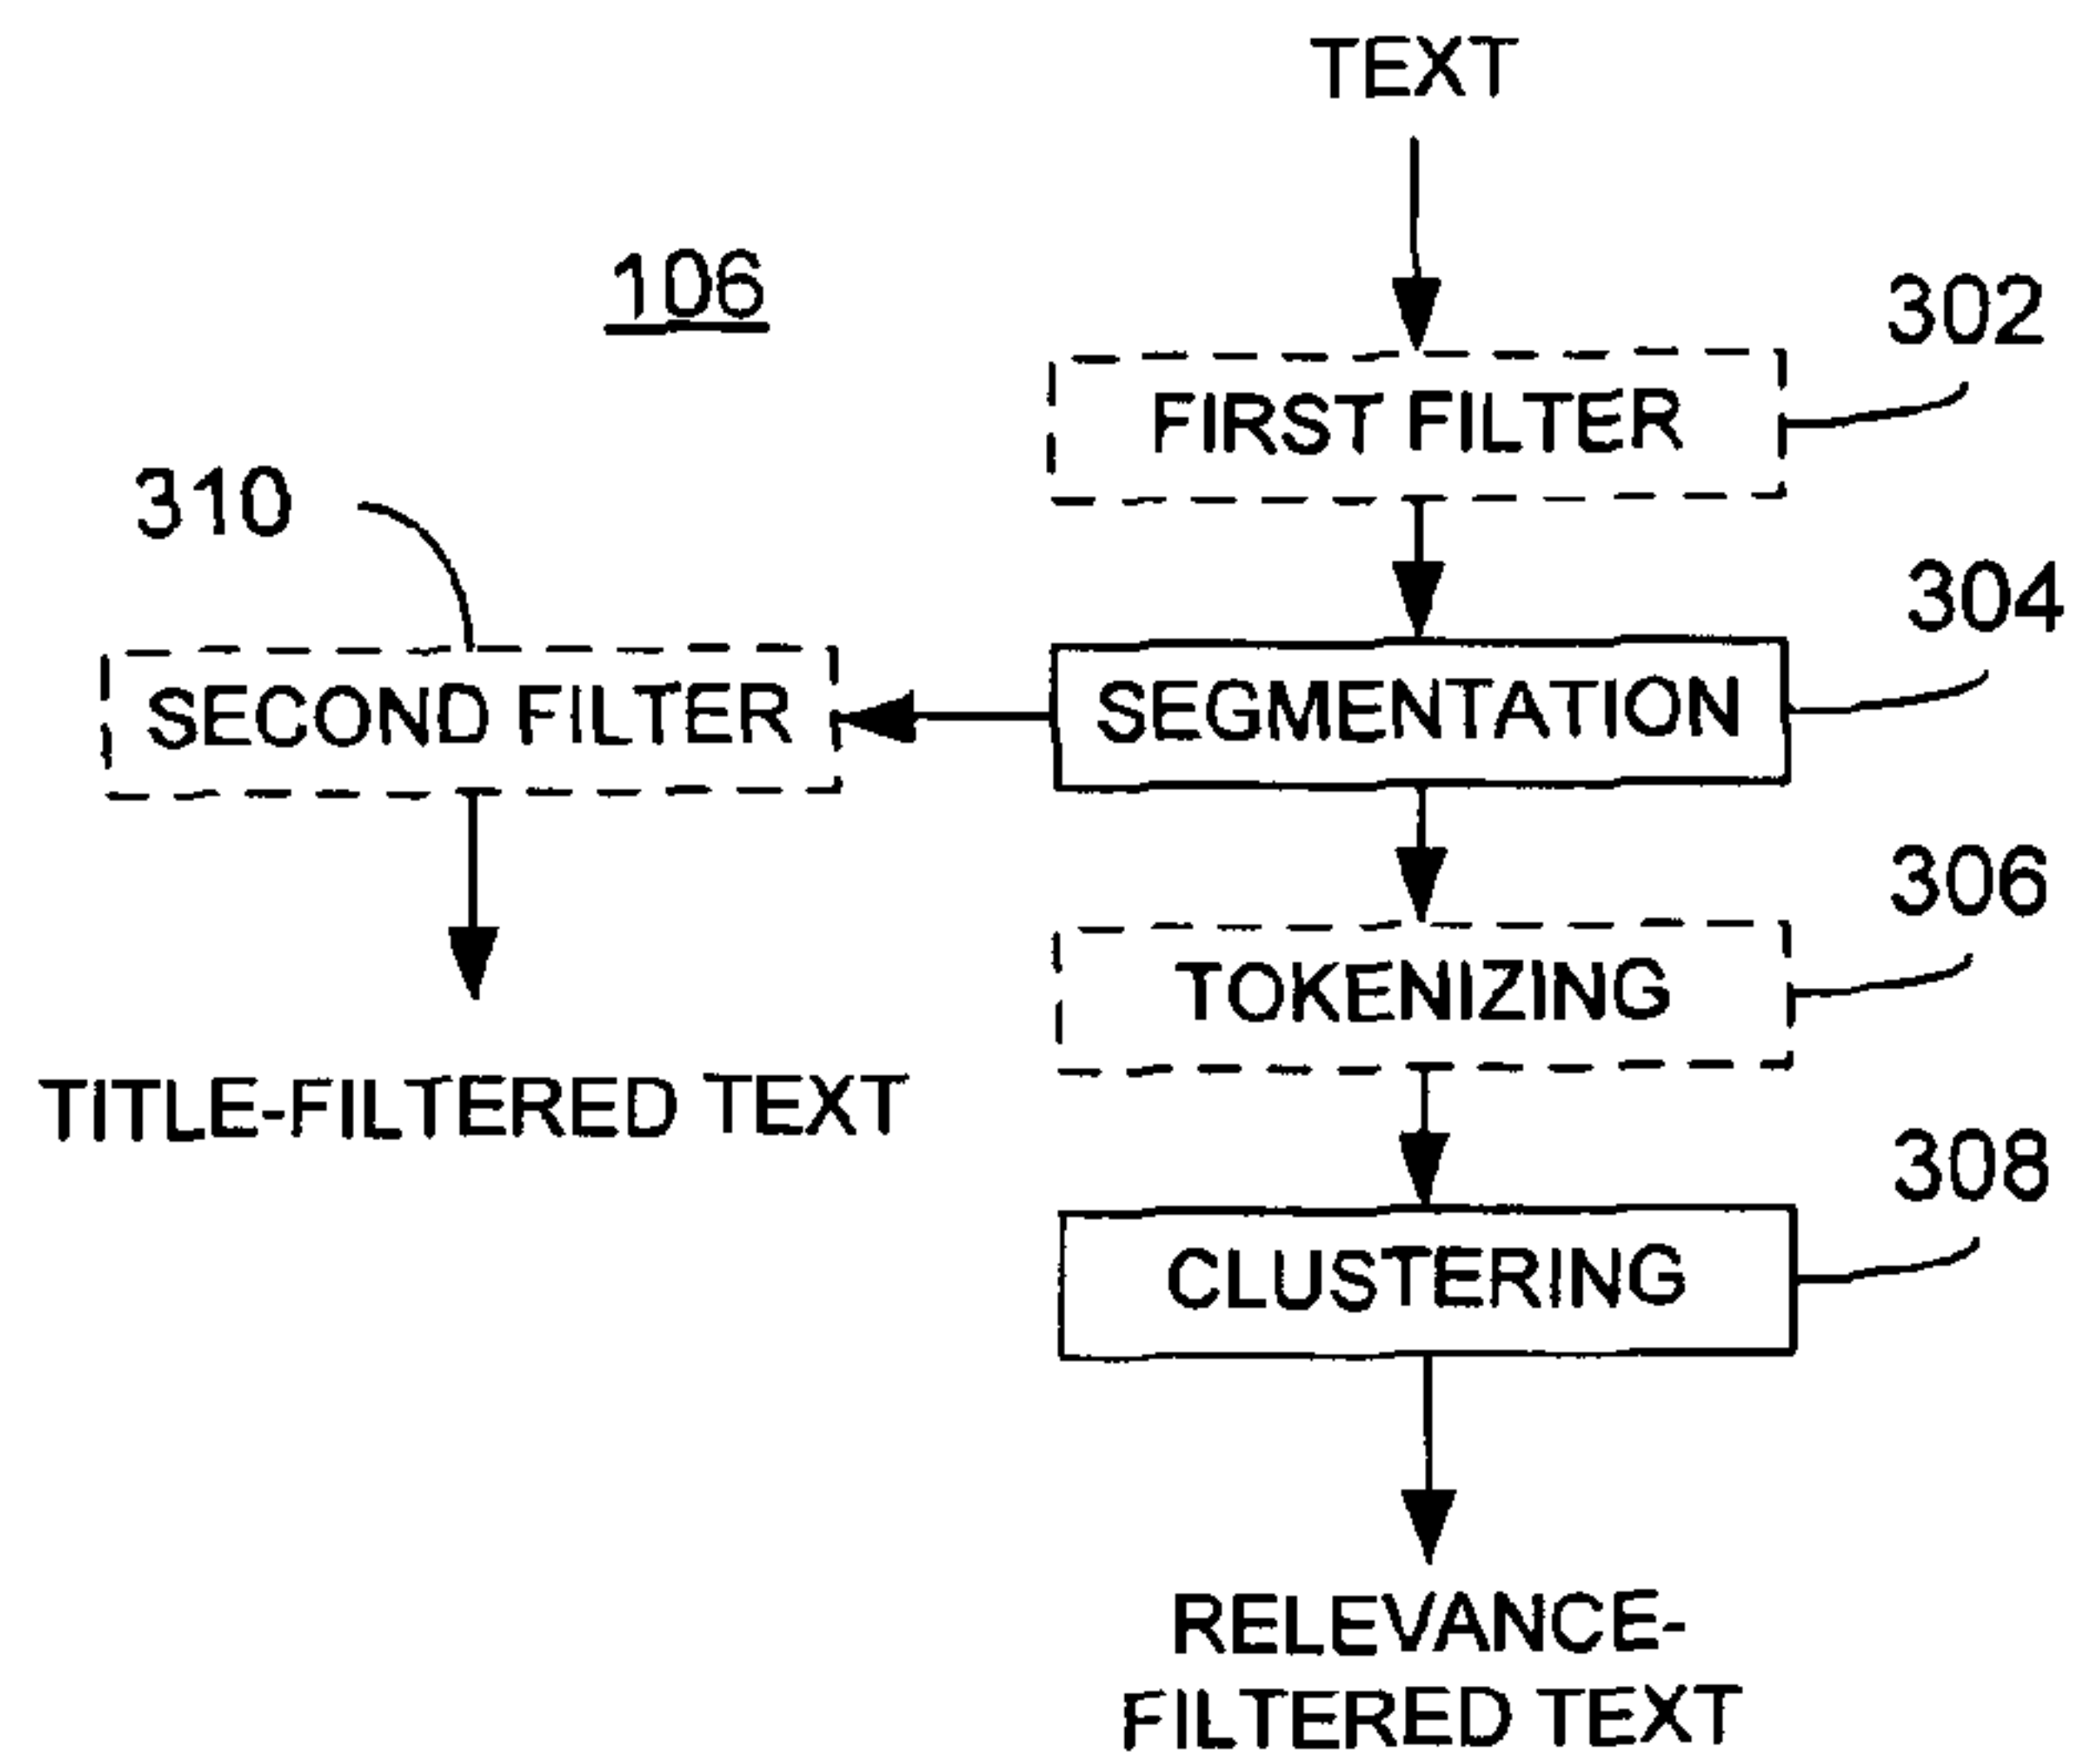 TEXT
106
302
FIRST FILTER
310
304
SECOND FILTER
SEGMENTATION
306
TOKENIZING
TITLE-FILTERED TEXT
308
CLUSTERING
RELEVANCE-
FILTERED TEXT